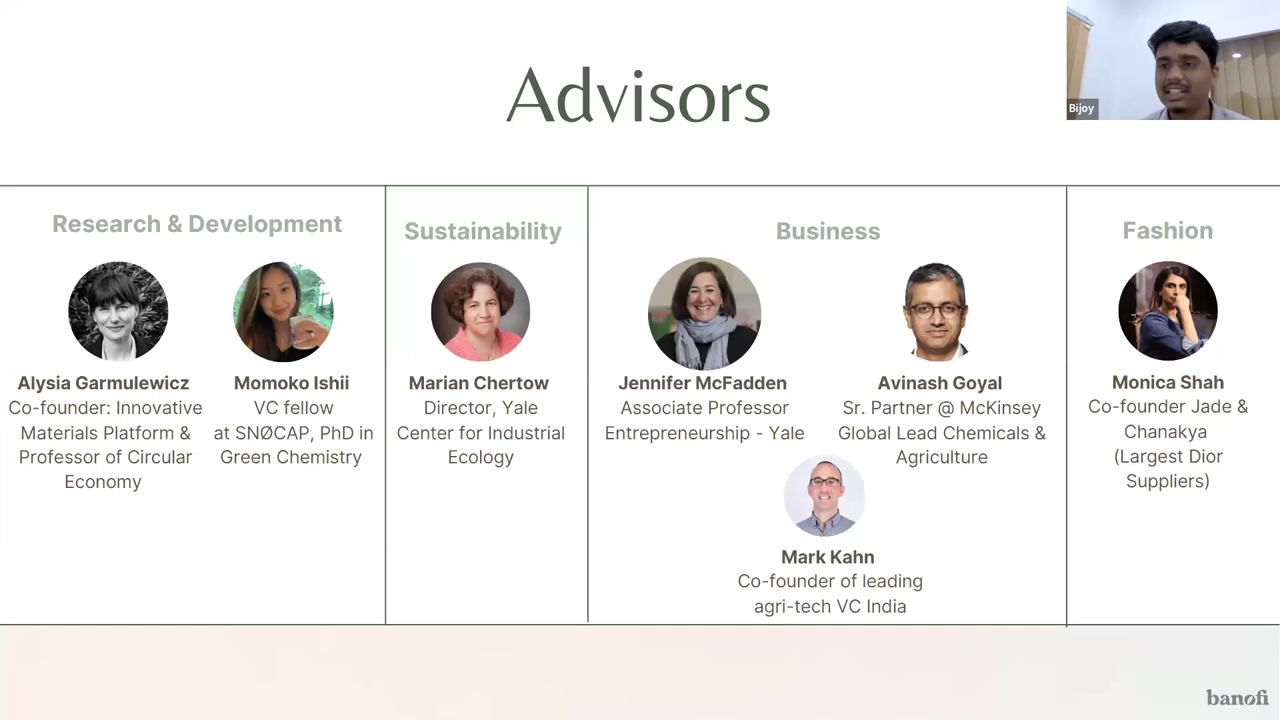 Advisors
Bijoy
Research & Development
Alysia Garmulewicz
Co-founder: Innovative
Materials Platform &
Professor of Circular
Economy
Momoko Ishii
VC fellow
at SNØCAP, PhD in
Green Chemistry
Sustainability
Marian Chertow
Director, Yale
Center for Industrial
Ecology
Business
Jennifer McFadden
Associate Professor
Entrepreneurship - Yale
Avinash Goyal
Sr. Partner @ McKinsey
Global Lead Chemicals &
Agriculture
Mark Kahn
Co-founder of leading
agri-tech VC India
Fashion
Monica Shah
Co-founder Jade &
Chanakya
(Largest Dior
Suppliers)
banofi